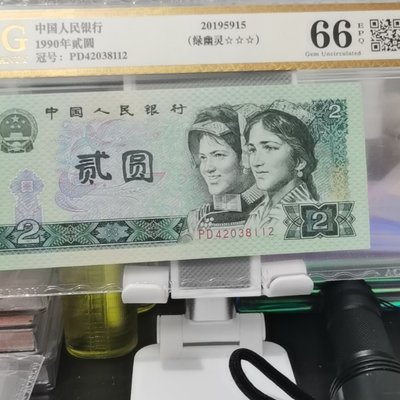 G
中国人民银行
1990年贰圆
冠号: PD42038112
20195915
(绿幽灵☆☆☆)
66 EPQ
Gem Uncirculated
中国人民银行
2
贰圆
PD42038112
2
2